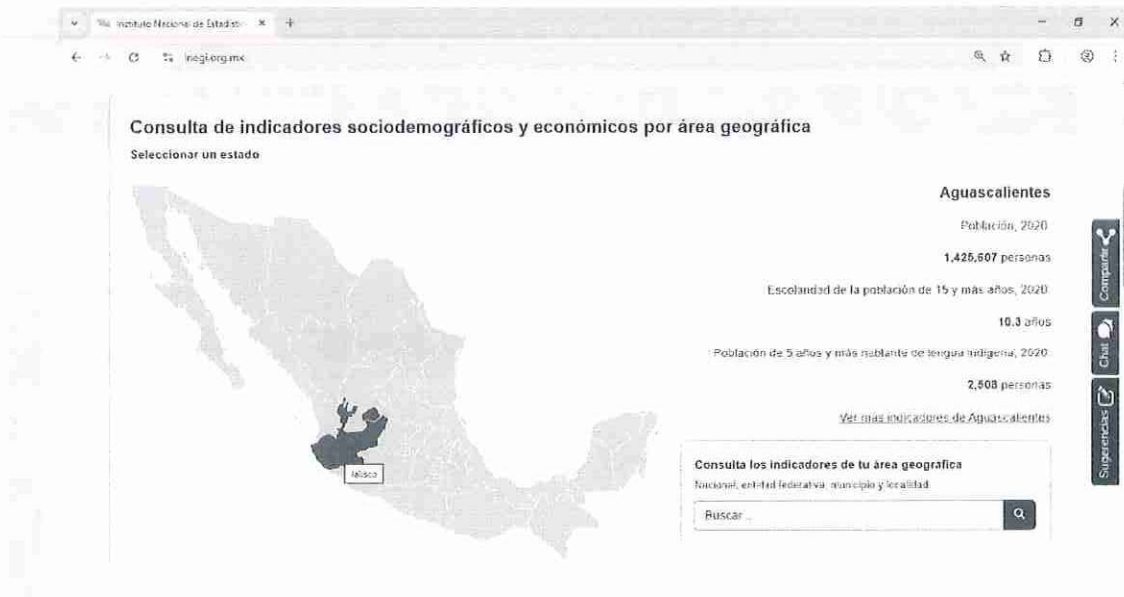 Instituto Nacional de Estadísti
inegi.org.mx
Consulta de indicadores sociodemográficos y económicos por área geográfica
Seleccionar un estado
Aguascalientes
Población, 2020
1,425,607 personas
Escolaridad de la población de 15 y más años, 2020
10.3 años
Población de 5 años y más hablante de lengua indígena, 2020
2,508 personas
Ver más indicadores de Aguascalientes
Jalisco
Consulta los indicadores de tu área geográfica
Nacional, entidad federativa, municipio y localidad
Buscar...
Compartir
Chat
Sugerencias